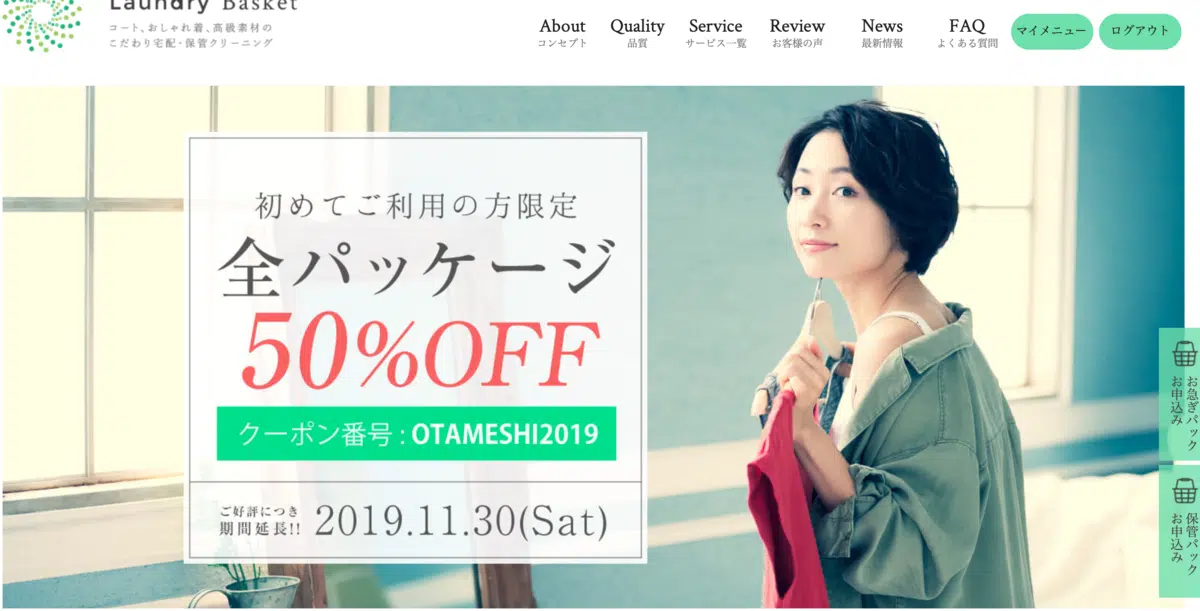 Laundry Basket
コート、おしゃれ着、高級素材の
こだわり宅配・保管クリーニング
About
コンセプト
Quality
品質
Service
サービス一覧
Review
お客様の声
News
最新情報
FAQ
よくある質問
マイメニュー
ログアウト
初めてご利用の方限定
全パッケージ
50%OFF
クーポン番号 : OTAMESHI2019
ご好評につき
期間延長!!
2019.11.30(Sat)
お急ぎパック
お申込み
保管パック
お申込み